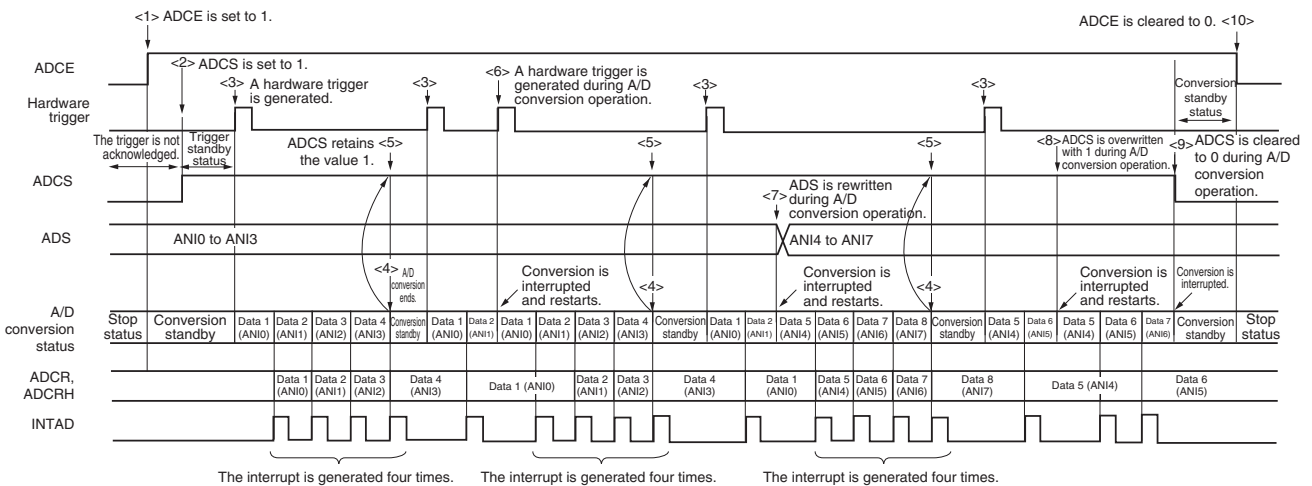 <1> ADCE is set to 1.
ADCE is cleared to 0. <10>
ADCE
<2> ADCS is set to 1.
<3> A hardware trigger
is generated.
<3>
<6> A hardware trigger is
generated during A/D
conversion operation.
<3>
<3>
Conversion
standby
status
Hardware
trigger
The trigger is not
acknowledged.
Trigger
standby
status
ADCS retains <5>
the value 1.
<5>
<5>
<8> ADCS is overwritten
with 1 during A/D
conversion operation.
<9> ADCS is cleared
to 0 during A/D
conversion
operation.
ADCS
<7> ADS is rewritten
during A/D
conversion operation.
ADS
ANI0 to ANI3
ANI4 to ANI7
<4> A/D
conversion
ends.
Conversion is
interrupted
and restarts.
<4>
Conversion is
interrupted
and restarts.
<4>
Conversion is
interrupted
and restarts.
Conversion is
interrupted.
A/D
conversion
status
Stop
status
Conversion
standby
Data 1
(ANI0)
Data 2
(ANI1)
Data 3
(ANI2)
Data 4
(ANI3)
Conversion
standby
Data 1
(ANI0)
Data 2
(ANI1)
Data 1
(ANI0)
Data 2
(ANI1)
Data 3
(ANI2)
Data 4
(ANI3)
Conversion
standby
Data 1
(ANI0)
Data 2
(ANI1)
Data 5
(ANI4)
Data 6
(ANI5)
Data 7
(ANI6)
Data 8
(ANI7)
Conversion
standby
Data 5
(ANI4)
Data 6
(ANI5)
Data 5
(ANI4)
Data 6
(ANI5)
Data 7
(ANI6)
Conversion
standby
Stop
status
ADCR,
ADCRH
Data 1
(ANI0)
Data 2
(ANI1)
Data 3
(ANI2)
Data 4
(ANI3)
Data 1 (ANI0)
Data 2
(ANI1)
Data 3
(ANI2)
Data 4
(ANI3)
Data 1
(ANI0)
Data 5
(ANI4)
Data 6
(ANI5)
Data 7
(ANI6)
Data 8
(ANI7)
Data 5 (ANI4)
Data 6
(ANI5)
INTAD
The interrupt is generated four times.
The interrupt is generated four times.
The interrupt is generated four times.